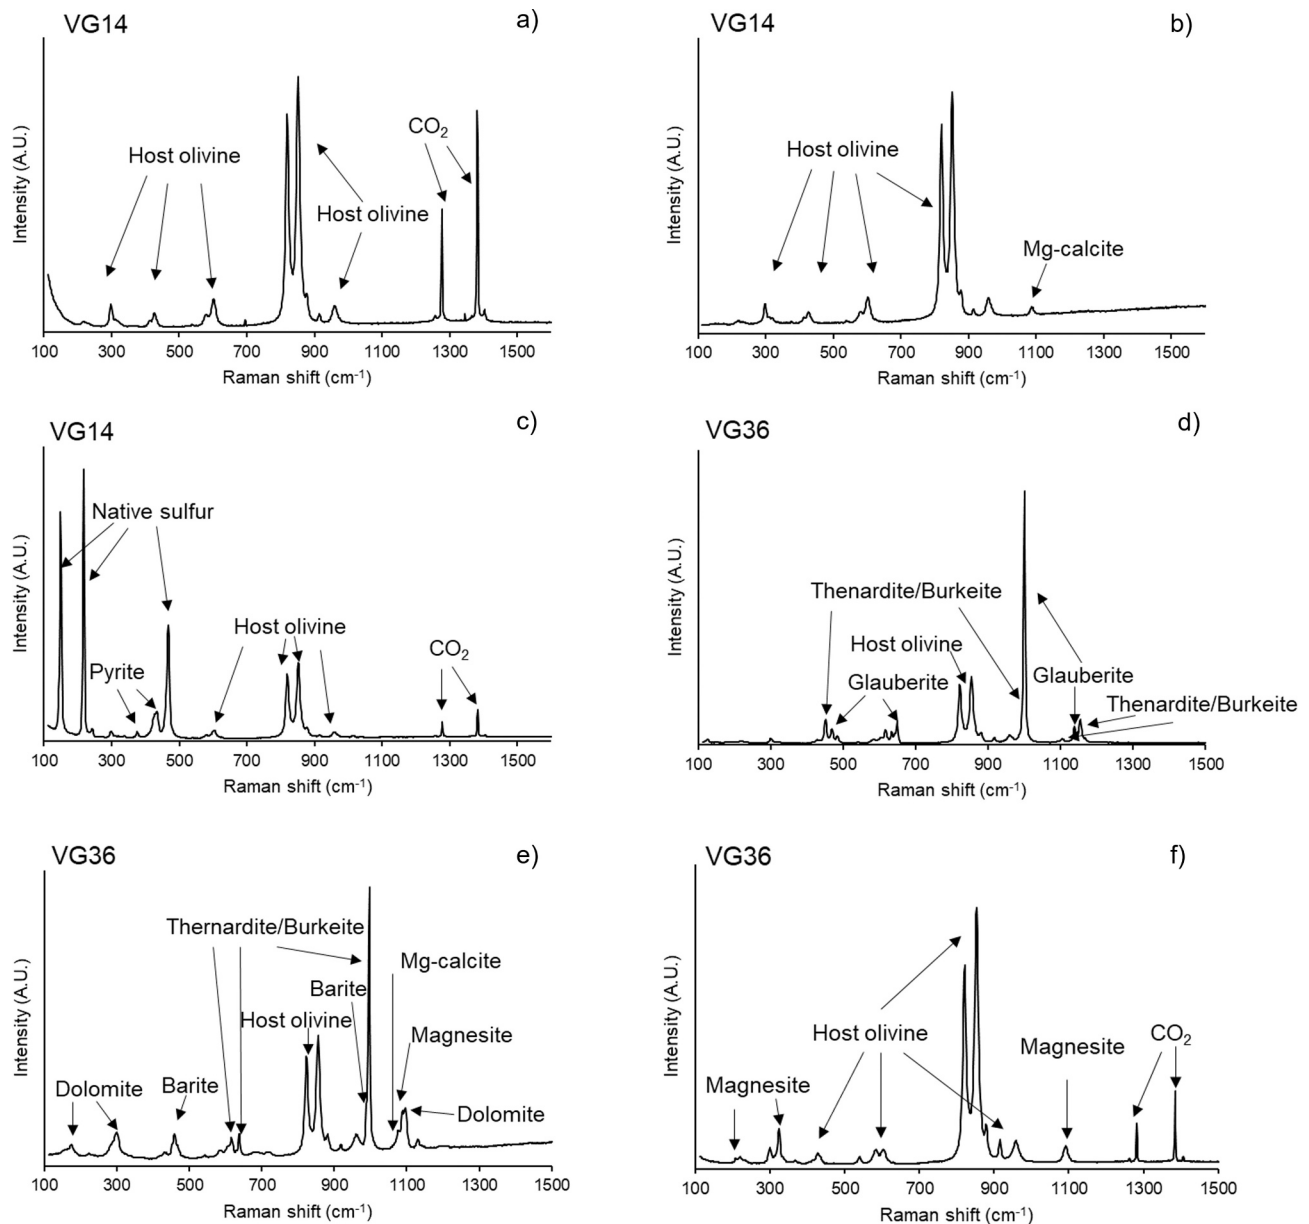 VG14
a)
Intensity (A.U.)
Host olivine
CO₂
Host olivine
100 300 500 700 900 1100 1300 1500
Raman shift (cm⁻¹)
VG14
b)
Intensity (A.U.)
Host olivine
Mg-calcite
100 300 500 700 900 1100 1300 1500
Raman shift (cm⁻¹)
VG14
c)
Intensity (A.U.)
Native sulfur
Host olivine
CO₂
Pyrite
100 300 500 700 900 1100 1300 1500
Raman shift (cm⁻¹)
VG36
d)
Intensity (A.U.)
Thenardite/Burkeite
Host olivine
Glauberite
Glauberite
Thenardite/Burkeite
100 300 500 700 900 1100 1300 1500
Raman shift (cm⁻¹)
VG36
e)
Intensity (A.U.)
Thernardite/Burkeite
Mg-calcite
Barite
Host olivine
Magnesite
Dolomite
Barite
Dolomite
100 300 500 700 900 1100 1300 1500
Raman shift (cm⁻¹)
VG36
f)
Intensity (A.U.)
Host olivine
Magnesite
CO₂
Magnesite
100 300 500 700 900 1100 1300 1500
Raman shift (cm⁻¹)